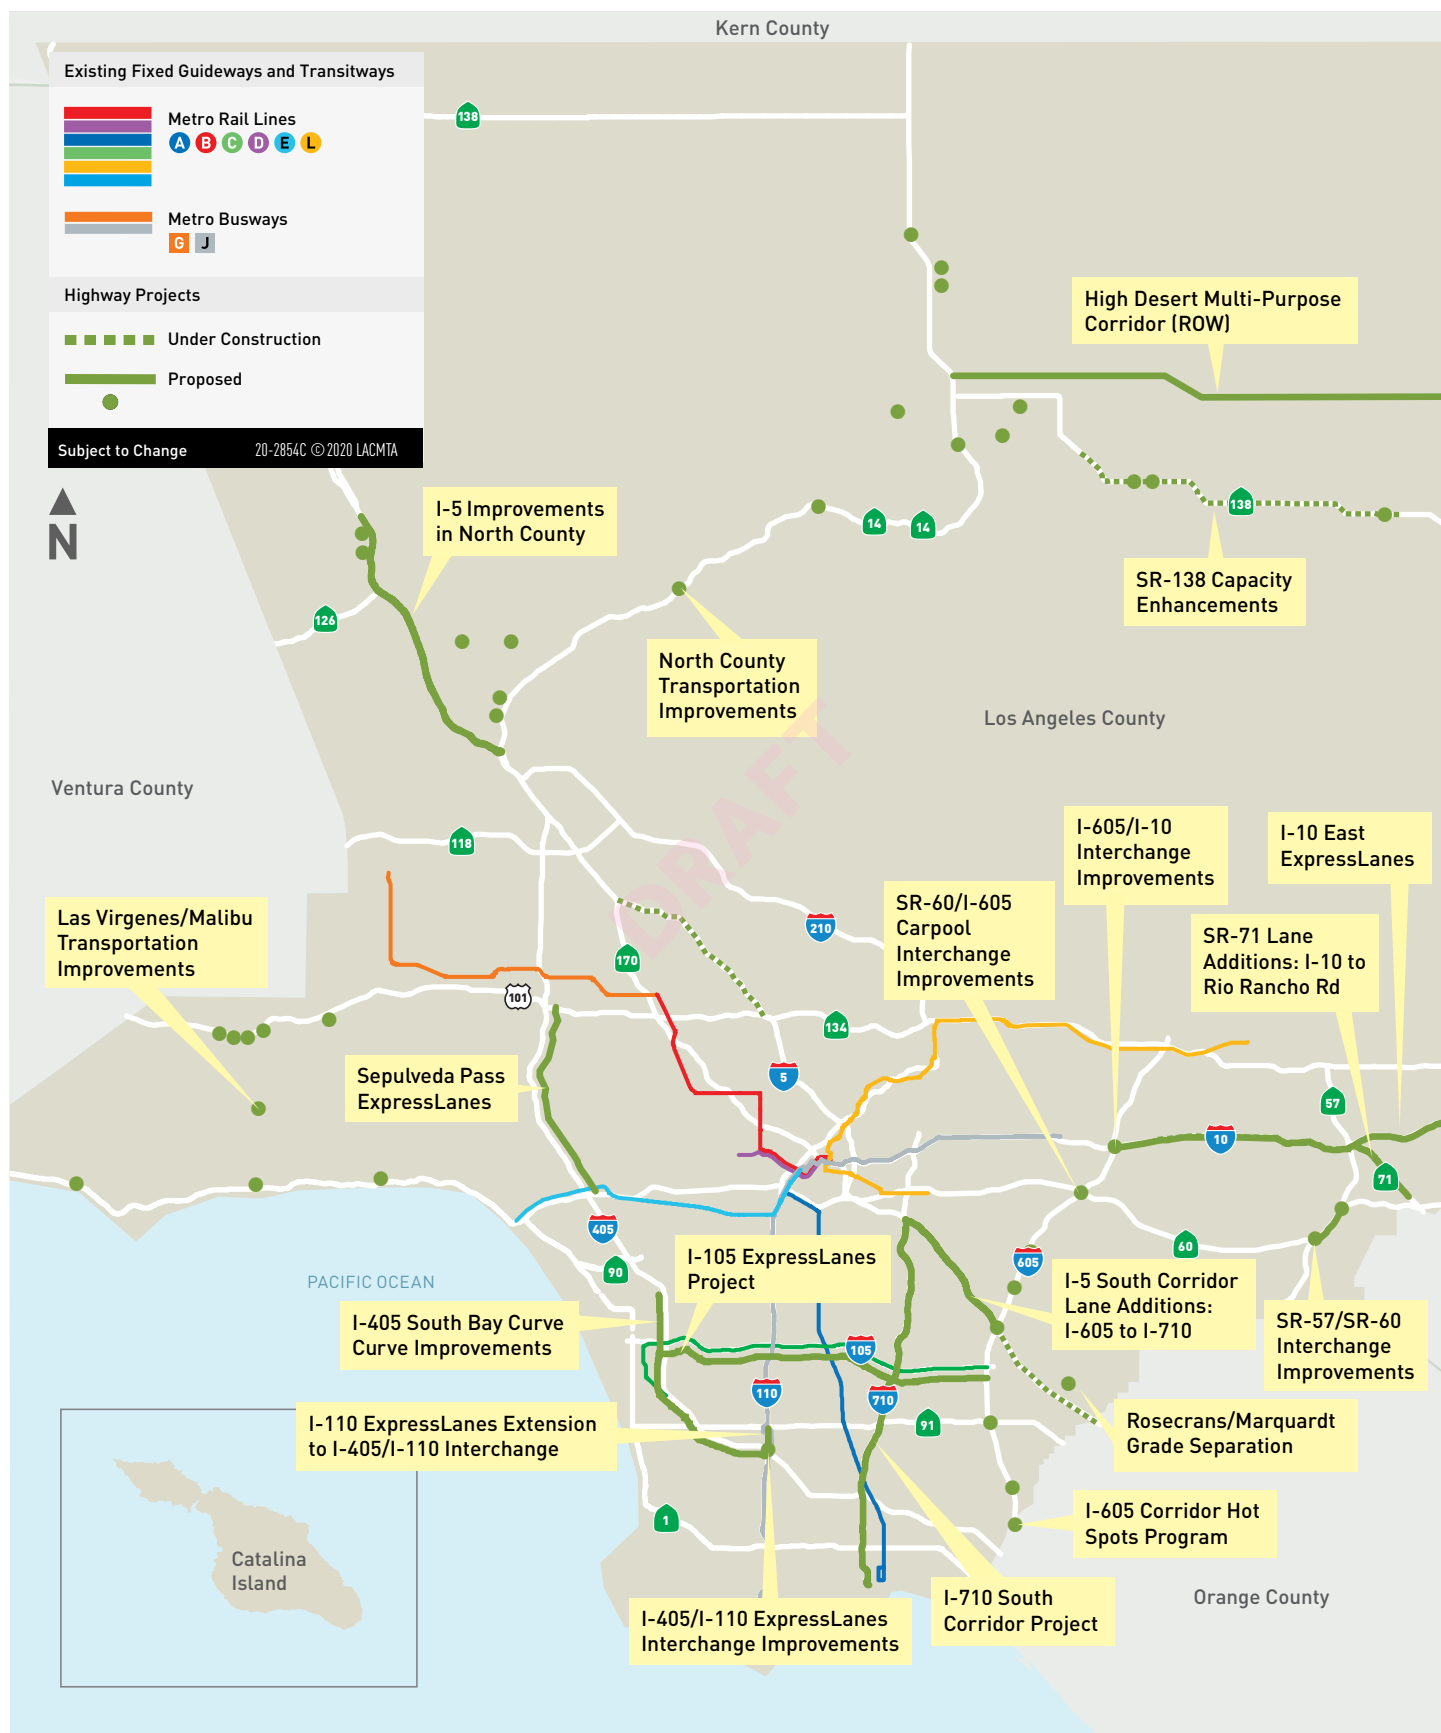 Kern County
Existing Fixed Guideways and Transitways
Metro Rail Lines
A B C D E L
Metro Busways
G J
Highway Projects
Under Construction
Proposed
Subject to Change 20-2854C © 2020 LACMTA
N
138
High Desert Multi-Purpose
Corridor (ROW)
I-5 Improvements
in North County
14
14
138
SR-138 Capacity
Enhancements
126
North County
Transportation
Improvements
Los Angeles County
DRAFT
Ventura County
118
I-605/I-10
Interchange
Improvements
I-10 East
ExpressLanes
SR-60/I-605
Carpool
Interchange
Improvements
Las Virgenes/Malibu
Transportation
Improvements
210
SR-71 Lane
Additions: I-10 to
Rio Rancho Rd
170
101
134
Sepulveda Pass
ExpressLanes
5
57
10
71
405
60
90
605
I-105 ExpressLanes
Project
PACIFIC OCEAN
I-5 South Corridor
Lane Additions:
I-605 to I-710
I-405 South Bay Curve
Curve Improvements
SR-57/SR-60
Interchange
Improvements
105
110
710
91
I-110 ExpressLanes Extension
to I-405/I-110 Interchange
Rosecrans/Marquardt
Grade Separation
1
I-605 Corridor Hot
Spots Program
Catalina
Island
I-710 South
Corridor Project
Orange County
I-405/I-110 ExpressLanes
Interchange Improvements